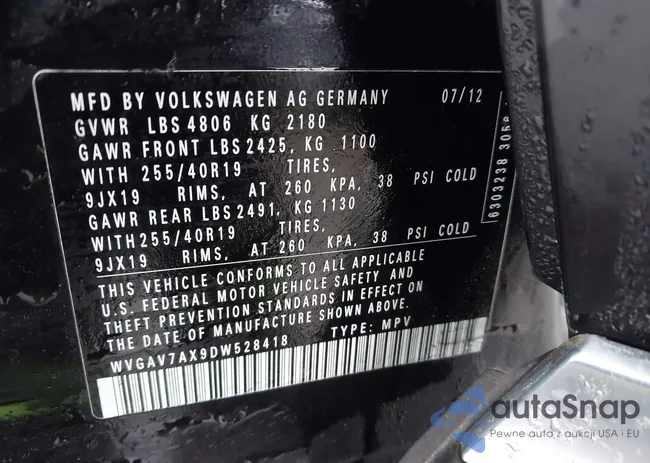 MFD BY VOLKSWAGEN AG GERMANY 07/12
GVWR LBS 4806 KG 2180
GAWR FRONT LBS 2425, KG 1100
WITH 255/40R19 TIRES,
9JX19 RIMS, AT 260 KPA, 38 PSI COLD
GAWR REAR LBS 2491, KG 1130
WITH 255/40R19 TIRES,
9JX19 RIMS, AT 260 KPA, 38 PSI COLD
THIS VEHICLE CONFORMS TO ALL APPLICABLE
U.S. FEDERAL MOTOR VEHICLE SAFETY AND
THEFT PREVENTION STANDARDS IN EFFECT ON
THE DATE OF MANUFACTURE SHOWN ABOVE.
WVGAV7AX9DW528418 TYPE: MPV
6303238
autaSnap
Pewne auta z aukcji USA i EU